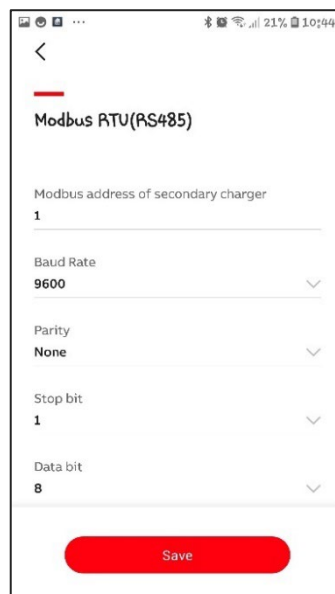 21% 10:44
Modbus RTU(RS485)
Modbus address of secondary charger
1
Baud Rate
9600
Parity
None
Stop bit
1
Data bit
8
Save